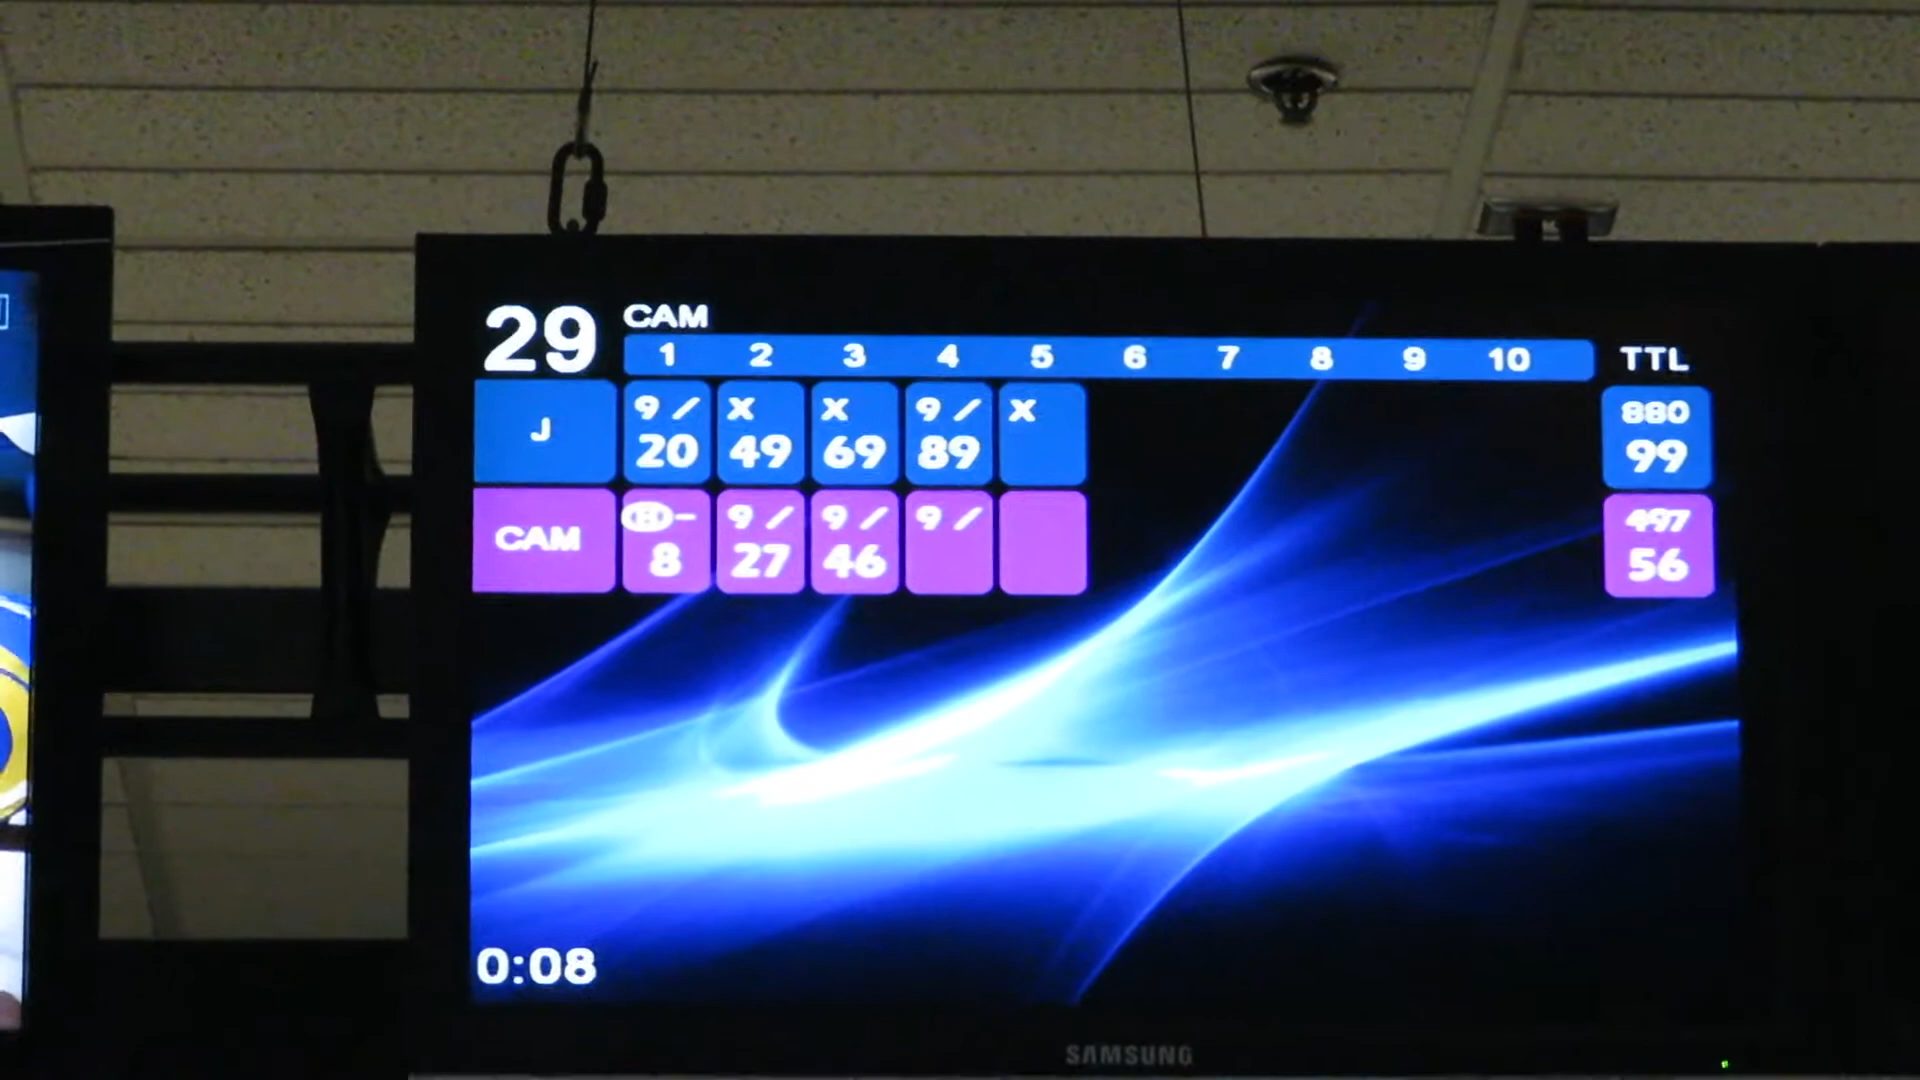 29 CAM
1 2 3 4 5 6 7 8 9 10 TTL
9 / X X 9 / X 880
J 20 49 69 89 99
8 - 9 / 9 / 9 / 497
CAM 8 27 46 56
0:08
SAMSUNG